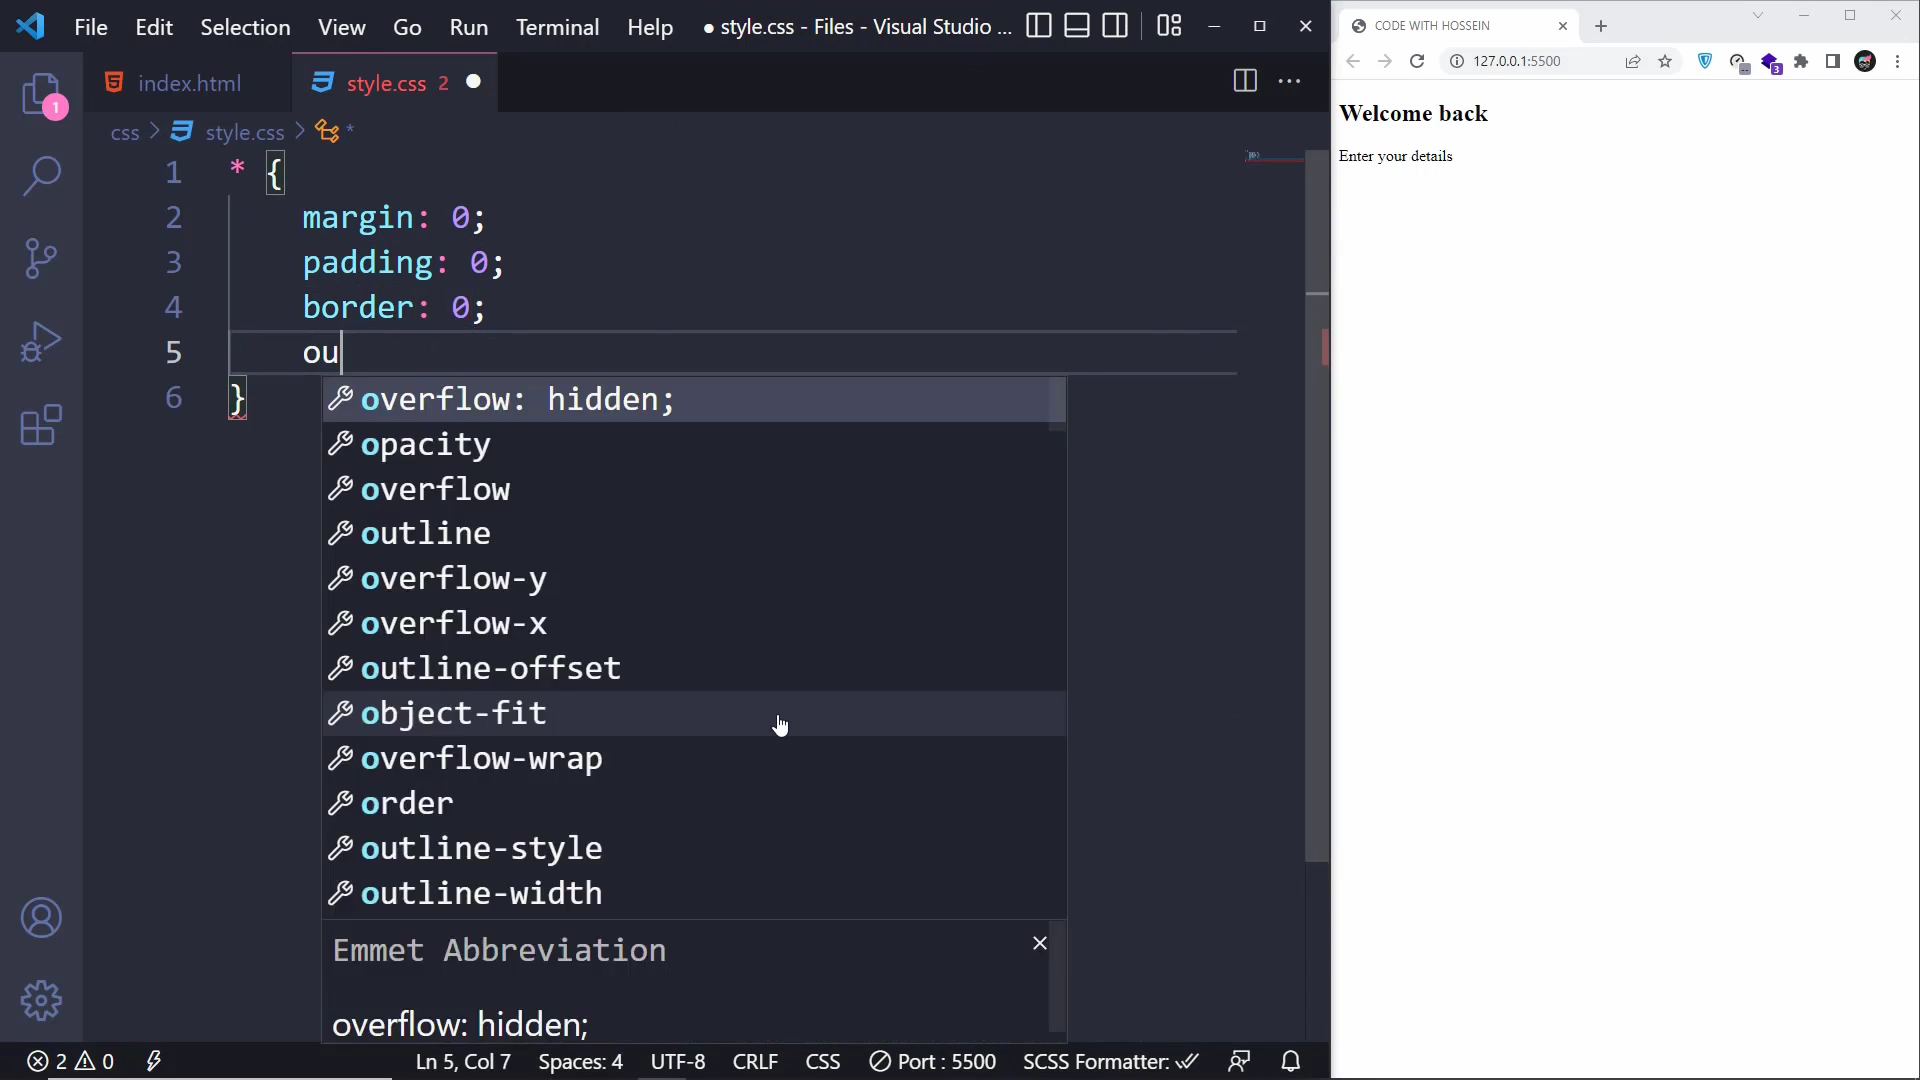 File Edit Selection View Go Run Terminal Help ● style.css - Files - Visual Studio ...
index.html style.css 2
css > style.css > *
1 * {
2 margin: 0;
3 padding: 0;
4 border: 0;
5 ou
6 }
overflow: hidden;
opacity
overflow
outline
overflow-y
overflow-x
outline-offset
object-fit
overflow-wrap
order
outline-style
outline-width
Emmet Abbreviation
overflow: hidden;
1
2 0 Ln 5, Col 7 Spaces: 4 UTF-8 CRLF CSS Port : 5500 SCSS Formatter:
CODE WITH HOSSEIN
127.0.0.1:5500
3
Welcome back
Enter your details